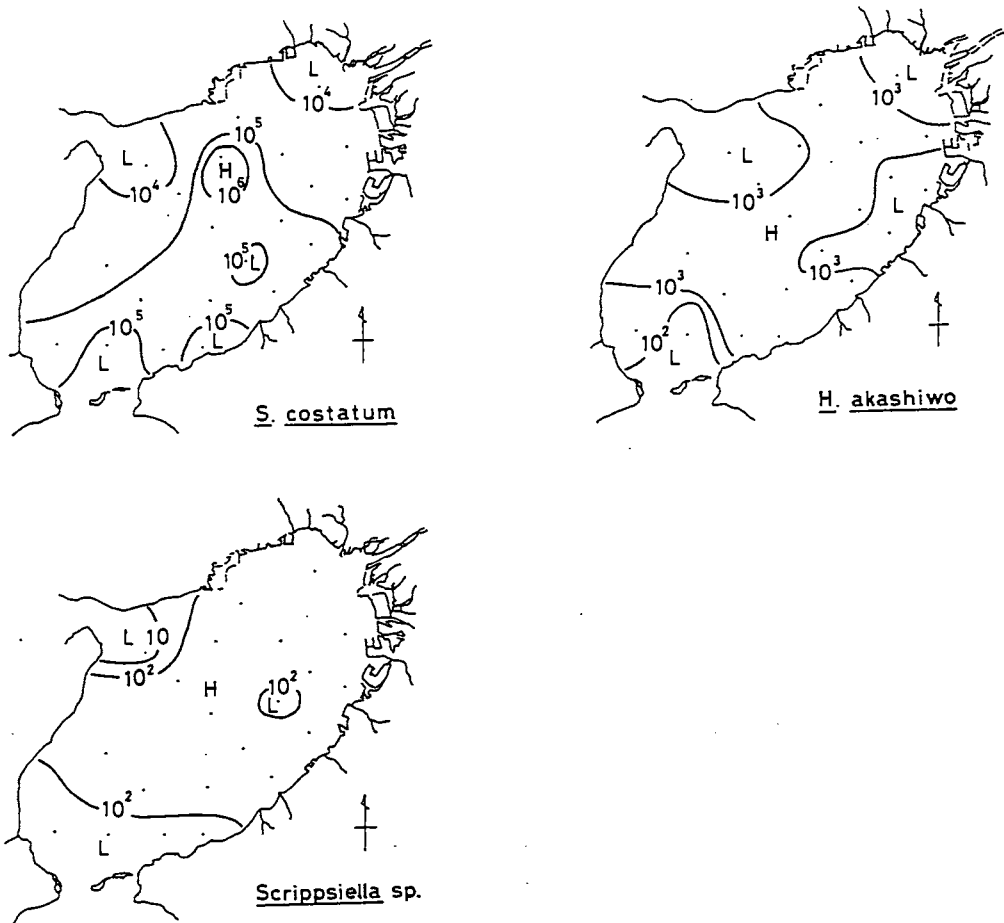 L
10⁴
10⁵
L
H
10⁴
10⁶
10⁵ L
10⁵
10⁵
L
L
S. costatum
L
10³
L
10³
L
H
10³
10³
10²
L
H. akashiwo
L 10
10²
10²
H
L
10²
L
Scrippsiella sp.